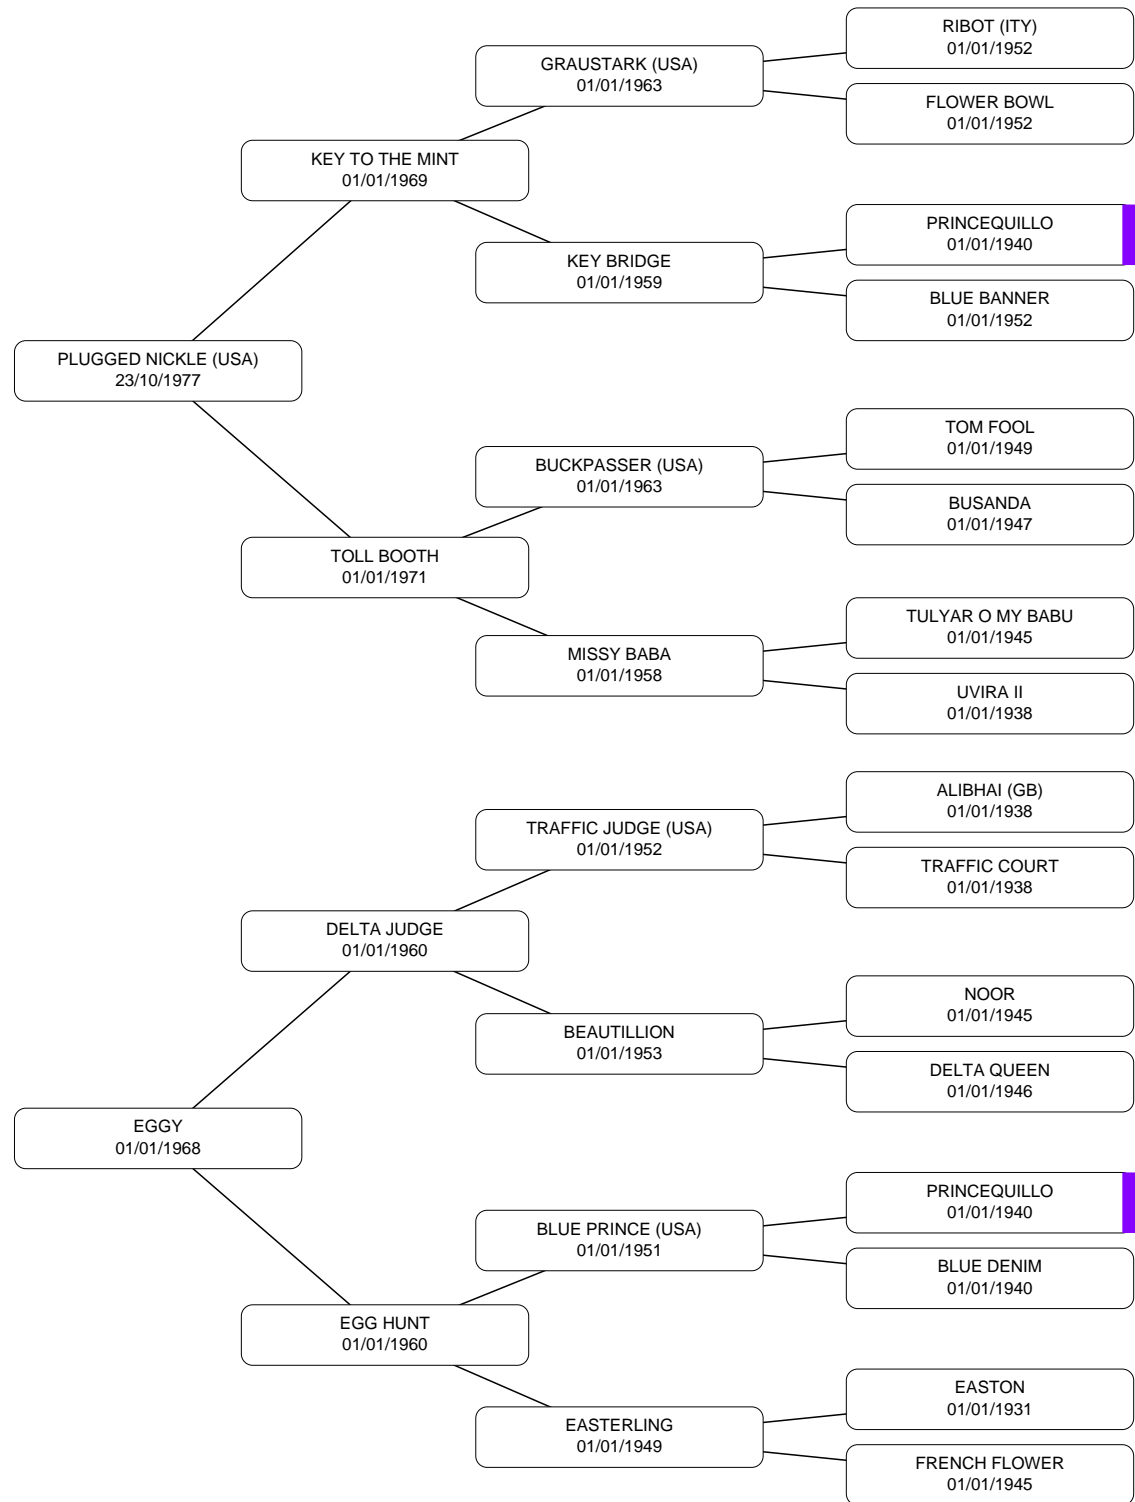 RIBOT (ITY)
01/01/1952
GRAUSTARK (USA)
01/01/1963
FLOWER BOWL
01/01/1952
KEY TO THE MINT
01/01/1969
PRINCEQUILLO
01/01/1940
KEY BRIDGE
01/01/1959
BLUE BANNER
01/01/1952
PLUGGED NICKLE (USA)
23/10/1977
TOM FOOL
01/01/1949
BUCKPASSER (USA)
01/01/1963
BUSANDA
01/01/1947
TOLL BOOTH
01/01/1971
TULYAR O MY BABU
01/01/1945
MISSY BABA
01/01/1958
UVIRA II
01/01/1938
ALIBHAI (GB)
01/01/1938
TRAFFIC JUDGE (USA)
01/01/1952
TRAFFIC COURT
01/01/1938
DELTA JUDGE
01/01/1960
NOOR
01/01/1945
BEAUTILLION
01/01/1953
DELTA QUEEN
01/01/1946
EGGY
01/01/1968
PRINCEQUILLO
01/01/1940
BLUE PRINCE (USA)
01/01/1951
BLUE DENIM
01/01/1940
EGG HUNT
01/01/1960
EASTON
01/01/1931
EASTERLING
01/01/1949
FRENCH FLOWER
01/01/1945